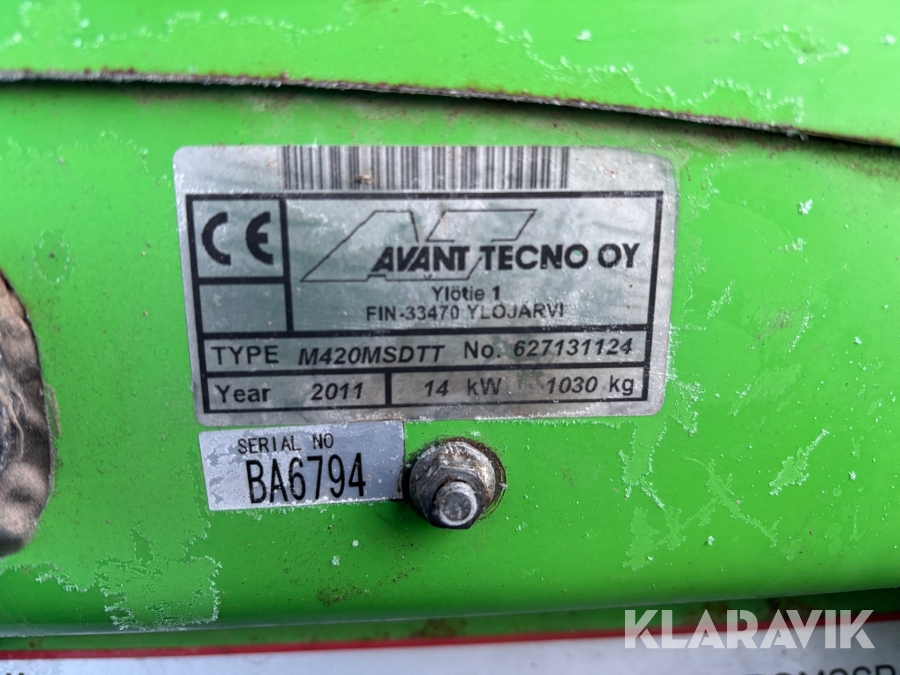 CE
AVANT TECNO OY
Ylötie 1
FIN-33470 YLÖJÄRVI
TYPE M420MSDTT No. 627131124
Year 2011 14 kW 1030 kg
SERIAL NO
BA6794
KLARAVIK